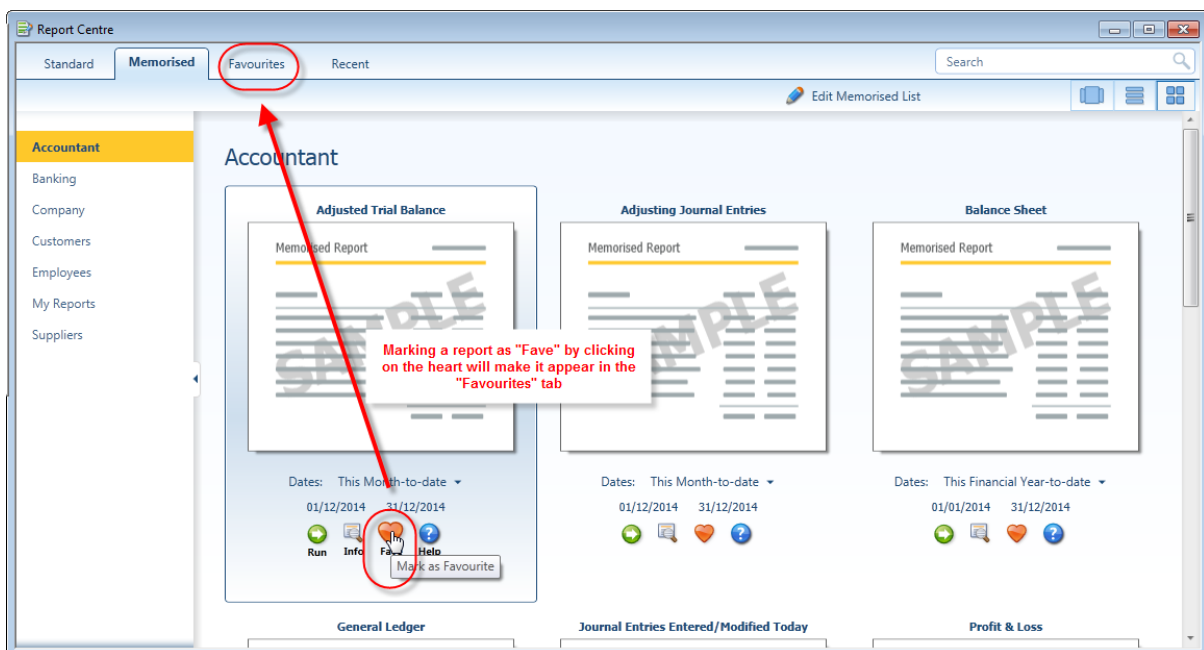 Report Centre
Standard Memorised Favourites Recent Search
Edit Memorised List
Accountant
Banking
Company
Customers
Employees
My Reports
Suppliers
Accountant
Adjusted Trial Balance Adjusting Journal Entries Balance Sheet
Memorised Report Memorised Report Memorised Report
SAMPLE SAMPLE SAMPLE
Marking a report as "Fave" by clicking
on the heart will make it appear in the
"Favourites" tab
Dates: This Month-to-date Dates: This Month-to-date Dates: This Financial Year-to-date
01/12/2014 31/12/2014 01/12/2014 31/12/2014 01/01/2014 31/12/2014
Run Info Fave Help
Mark as Favourite
General Ledger Journal Entries Entered/Modified Today Profit & Loss